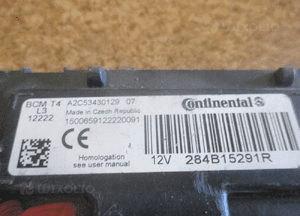 BCM T4 A2C53430129 07
L3 Made in Czech Republic
12222 1500659122220091
Continental
CE
Homologation
see user manual
12V 284B15291R